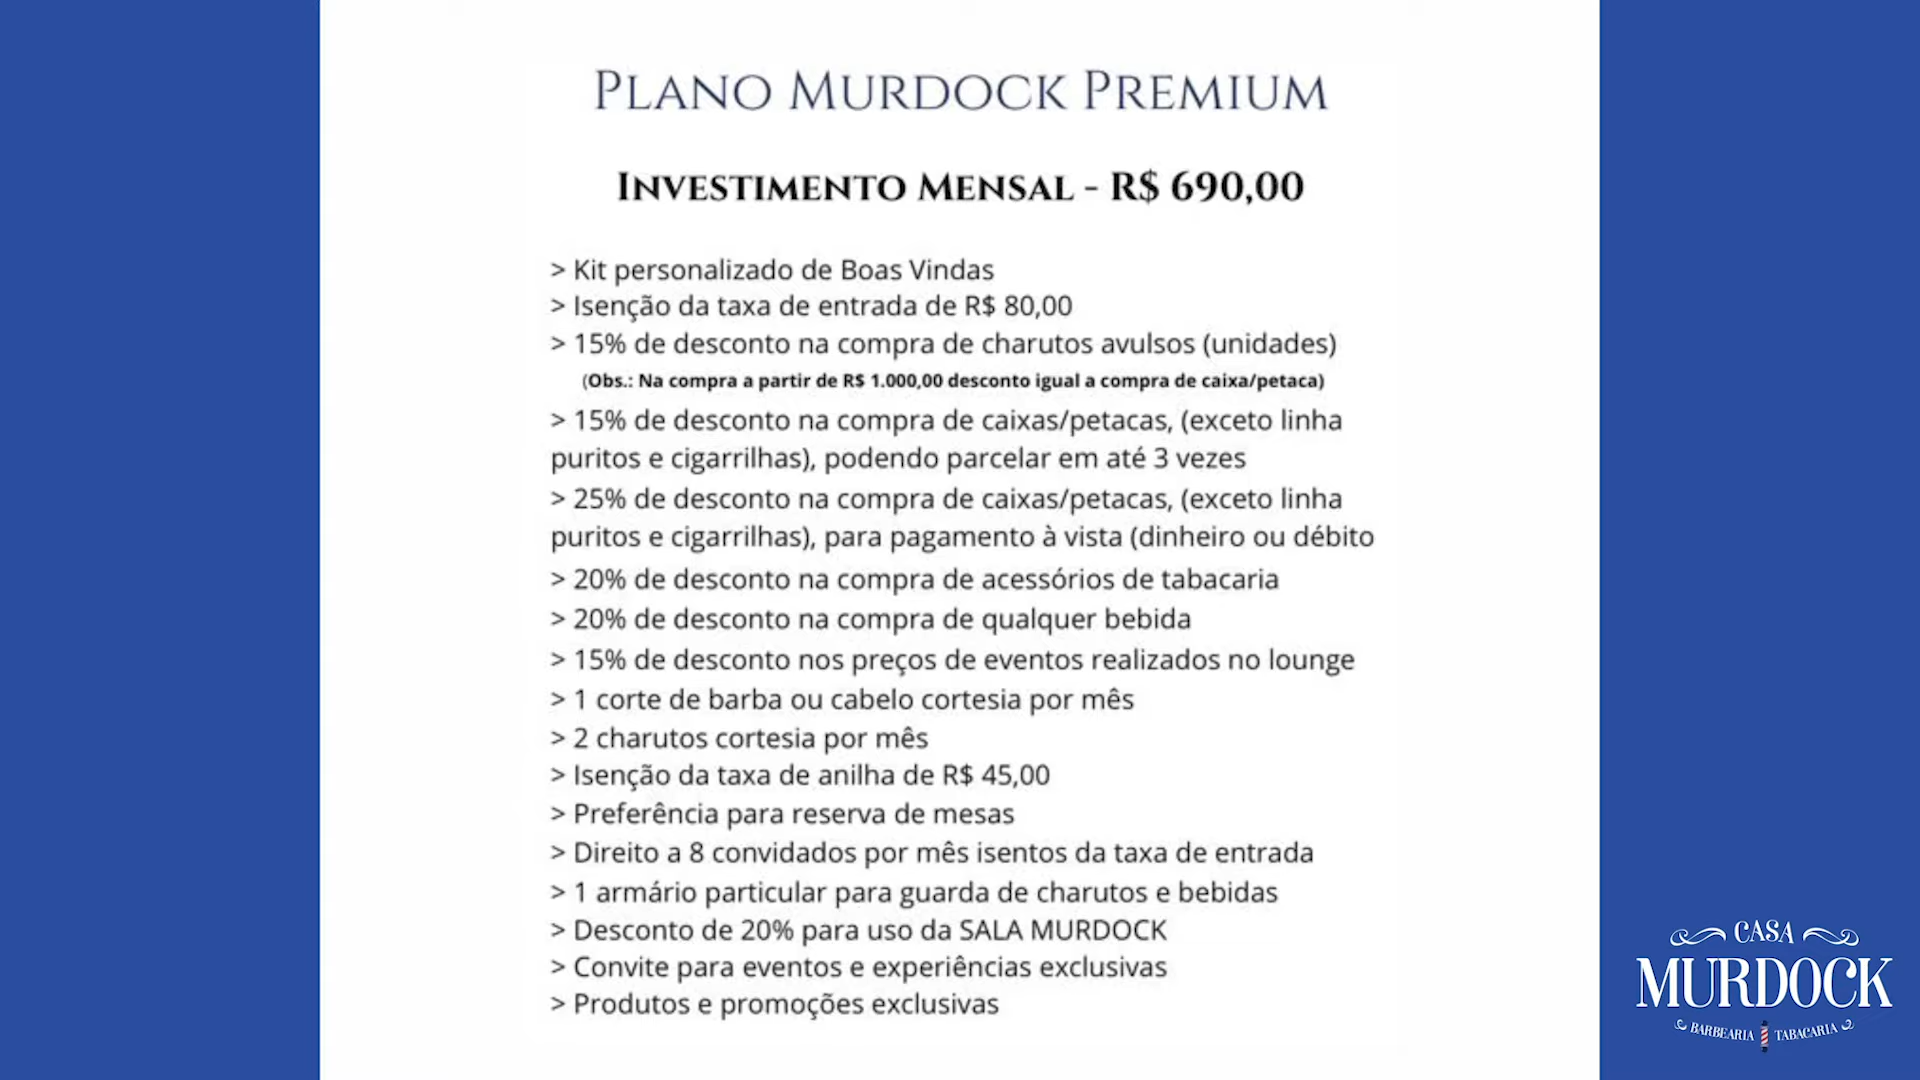 PLANO MURDOCK PREMIUM
INVESTIMENTO MENSAL - R$ 690,00
> Kit personalizado de Boas Vindas
> Isenção da taxa de entrada de R$ 80,00
> 15% de desconto na compra de charutos avulsos (unidades)
(Obs.: Na compra a partir de R$ 1.000,00 desconto igual a compra de caixa/petaca)
> 15% de desconto na compra de caixas/petacas, (exceto linha
puritos e cigarrilhas), podendo parcelar em até 3 vezes
> 25% de desconto na compra de caixas/petacas, (exceto linha
puritos e cigarrilhas), para pagamento à vista (dinheiro ou débito
> 20% de desconto na compra de acessórios de tabacaria
> 20% de desconto na compra de qualquer bebida
> 15% de desconto nos preços de eventos realizados no lounge
> 1 corte de barba ou cabelo cortesia por mês
> 2 charutos cortesia por mês
> Isenção da taxa de anilha de R$ 45,00
> Preferência para reserva de mesas
> Direito a 8 convidados por mês isentos da taxa de entrada
> 1 armário particular para guarda de charutos e bebidas
> Desconto de 20% para uso da SALA MURDOCK
> Convite para eventos e experiências exclusivas
> Produtos e promoções exclusivas
CASA
MURDOCK
BARBEARIA TABACARIA